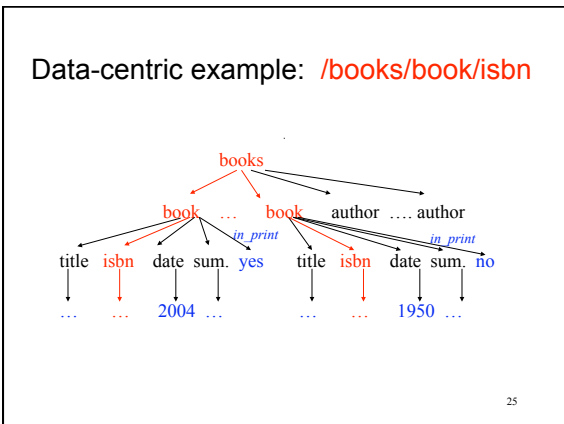 Data-centric example: /books/book/isbn
books
book … book author …. author
in_print in_print
title isbn date sum. yes title isbn date sum. no
… … 2004 … … … 1950 …
25